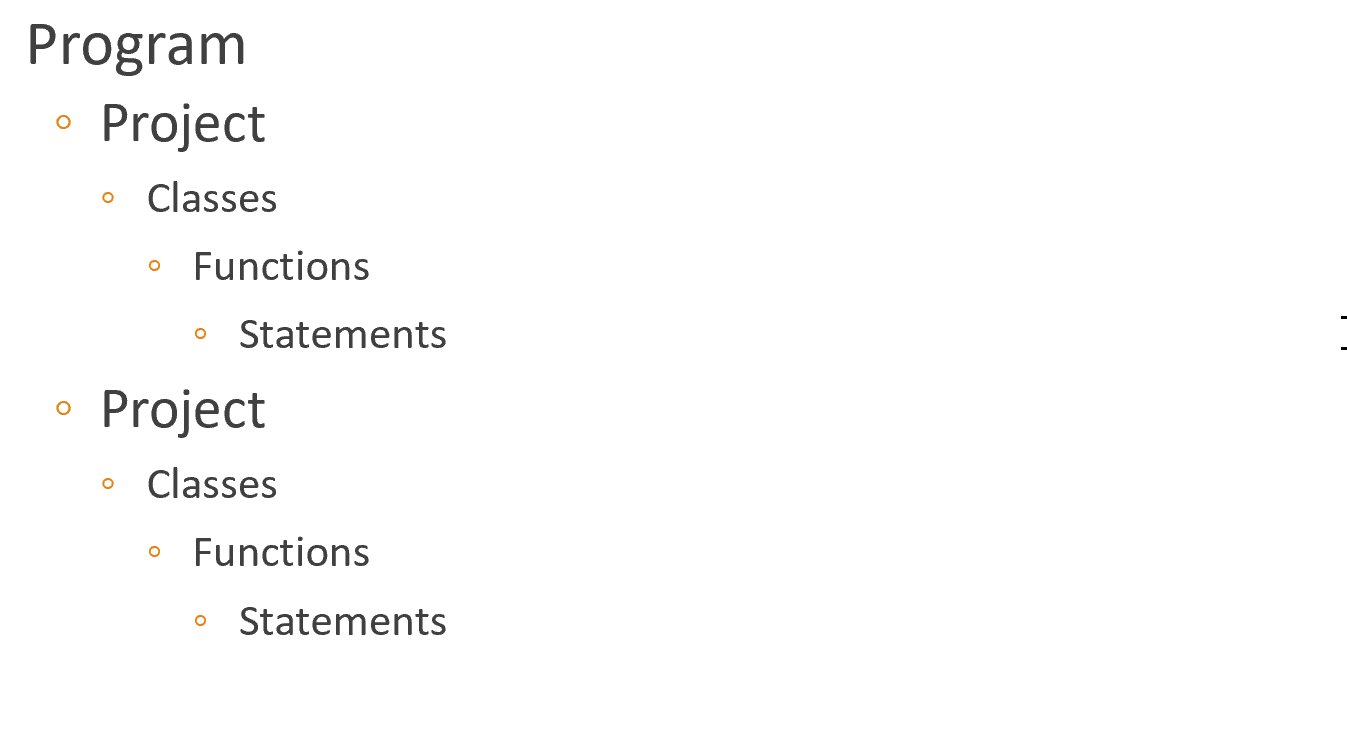 Program
Project
Classes
Functions
Statements
Project
Classes
Functions
Statements